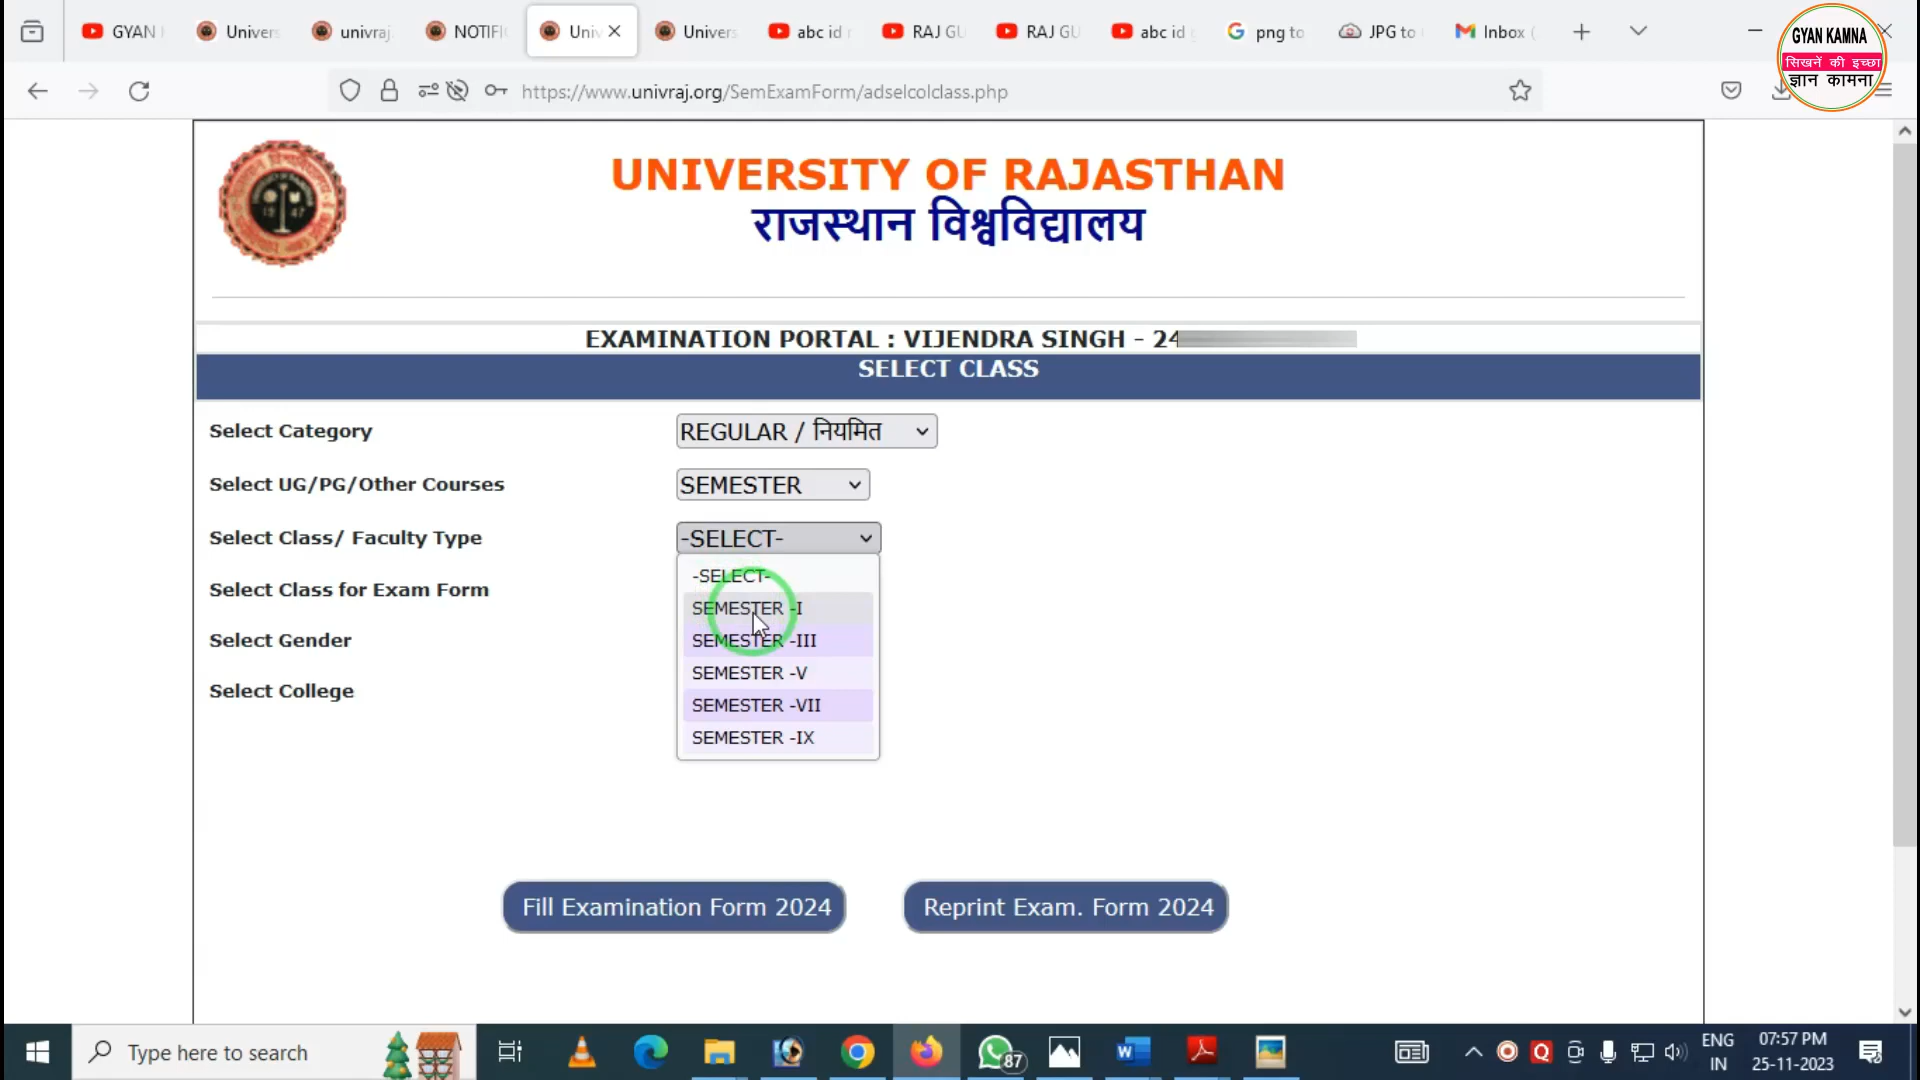 GYAN
Univers
univraj
NOTIFI
Univ
Univers
abc id
RAJ GU
RAJ GU
abc id
png to
JPG to
Inbox (
GYAN KAMNA
सिखनें की इच्छा
ज्ञान कामना
https://www.univraj.org/SemExamForm/adselcolclass.php
UNIVERSITY OF RAJASTHAN
राजस्थान विश्वविद्यालय
EXAMINATION PORTAL : VIJENDRA SINGH - 24
SELECT CLASS
Select Category
REGULAR / नियमित
Select UG/PG/Other Courses
SEMESTER
Select Class/ Faculty Type
-SELECT-
-SELECT-
Select Class for Exam Form
SEMESTER -I
Select Gender
SEMESTER -III
SEMESTER -V
Select College
SEMESTER -VII
SEMESTER -IX
Fill Examination Form 2024
Reprint Exam. Form 2024
Type here to search
87
ENG
IN
07:57 PM
25-11-2023